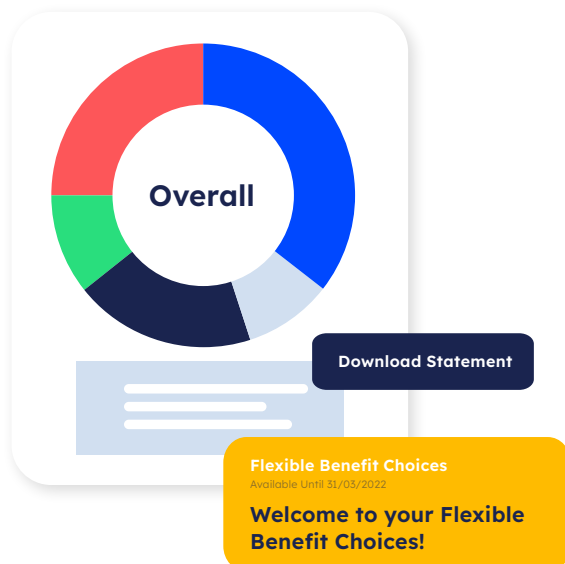 Overall
Download Statement
Flexible Benefit Choices
Available Until 31/03/2022
Welcome to your Flexible
Benefit Choices!